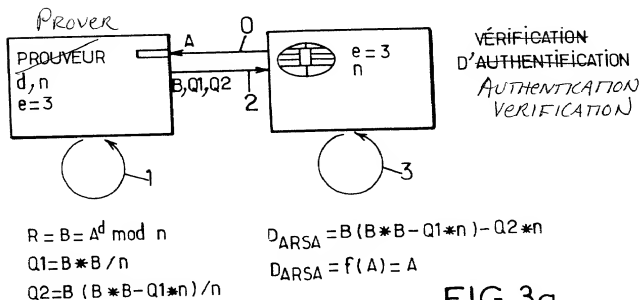 PROVER
PROUVEUR
d,n
e=3
A
0
B,Q1,Q2
2
e=3
n
VÉRIFICATION
D'AUTHENTIFICATION
AUTHENTICATION
VERIFICATION
1
3
R=B=A^d mod n
Q1=B*B/n
Q2=B (B*B-Q1*n)/n
D_ARSA=B(B*B-Q1*n)-Q2*n
D_ARSA=f(A)=A
FIG.3a